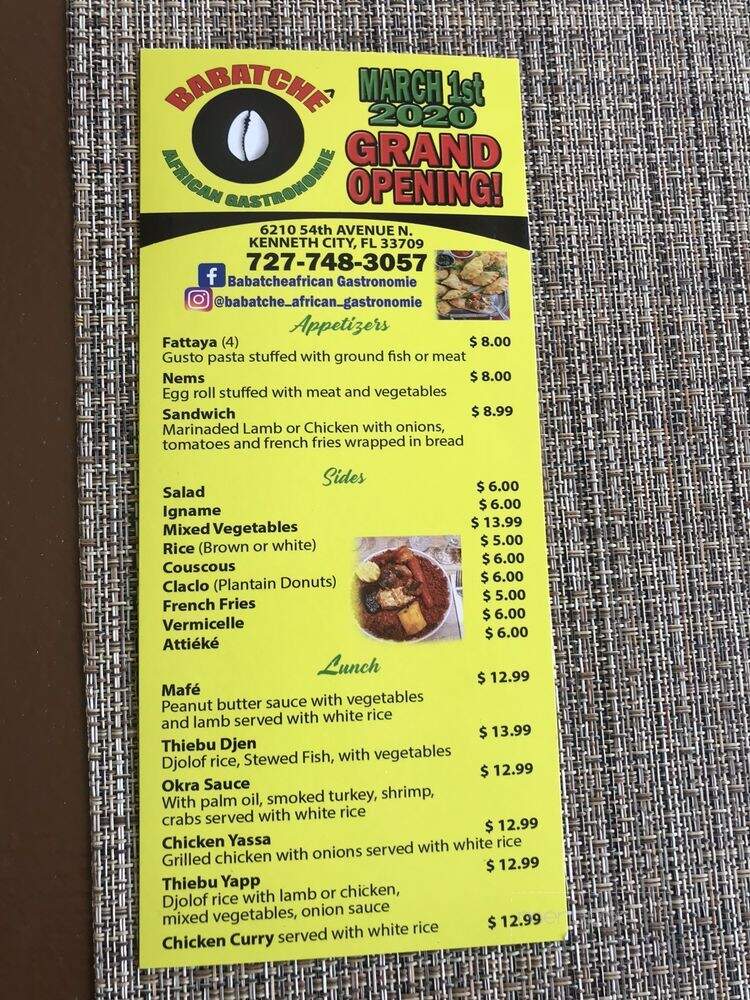 BABATCHÊ
AFRICAN GASTRONOMIE
MARCH 1st
2020
GRAND
OPENING!
6210 54th AVENUE N.
KENNETH CITY, FL 33709
727-748-3057
Babatcheafrican Gastronomie
@babatche_african_gastronomie
Appetizers
Fattaya (4) $ 8.00
Gusto pasta stuffed with ground fish or meat
Nems $ 8.00
Egg roll stuffed with meat and vegetables
Sandwich $ 8.99
Marinaded Lamb or Chicken with onions,
tomatoes and french fries wrapped in bread
Sides
Salad $ 6.00
Igname $ 6.00
Mixed Vegetables $ 13.99
Rice (Brown or white) $ 5.00
Couscous $ 6.00
Claclo (Plantain Donuts) $ 6.00
French Fries $ 5.00
Vermicelle $ 6.00
Attiéké $ 6.00
Lunch
Mafé $ 12.99
Peanut butter sauce with vegetables
and lamb served with white rice
Thiebu Djen $ 13.99
Djolof rice, Stewed Fish, with vegetables
Okra Sauce $ 12.99
With palm oil, smoked turkey, shrimp,
crabs served with white rice
Chicken Yassa $ 12.99
Grilled chicken with onions served with white rice
Thiebu Yapp $ 12.99
Djolof rice with lamb or chicken,
mixed vegetables, onion sauce
Chicken Curry served with white rice $ 12.99